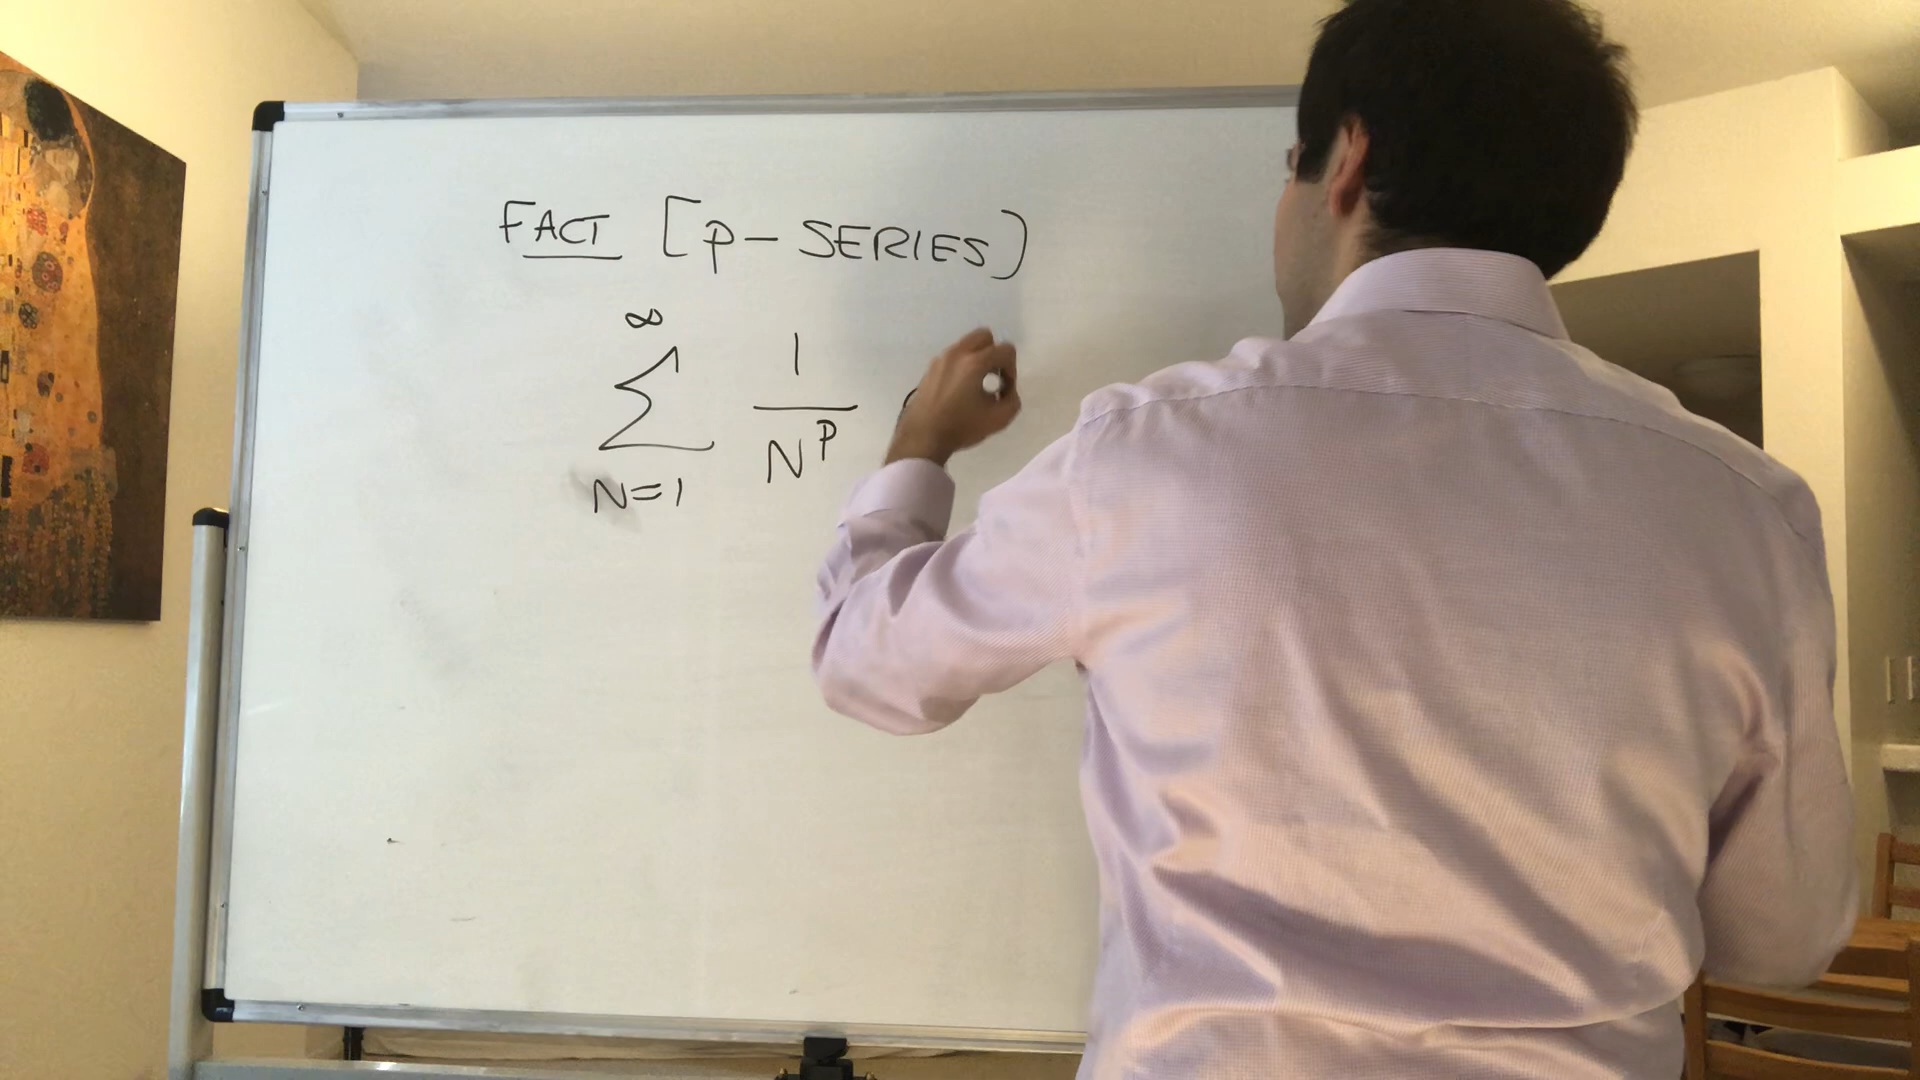 FACT [p-SERIES)
∞
∑ 1/N^p
N=1